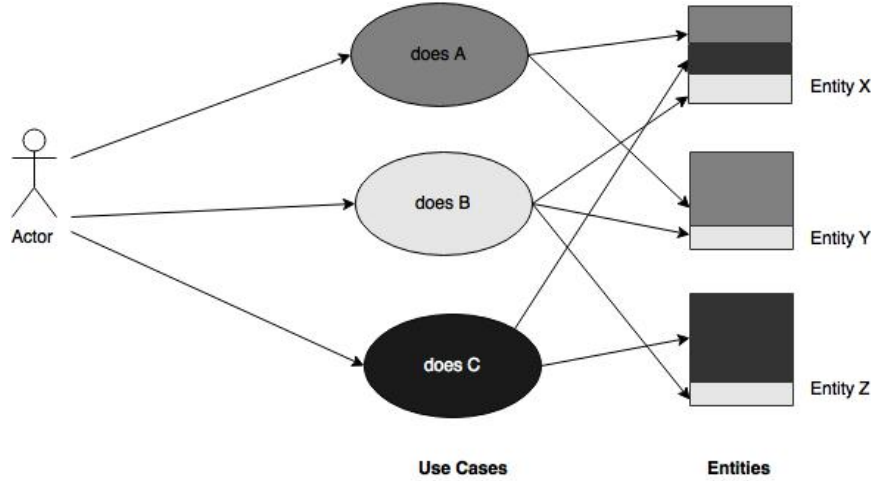 does A
Entity X
does B
Actor
Entity Y
does C
Entity Z
Use Cases
Entities